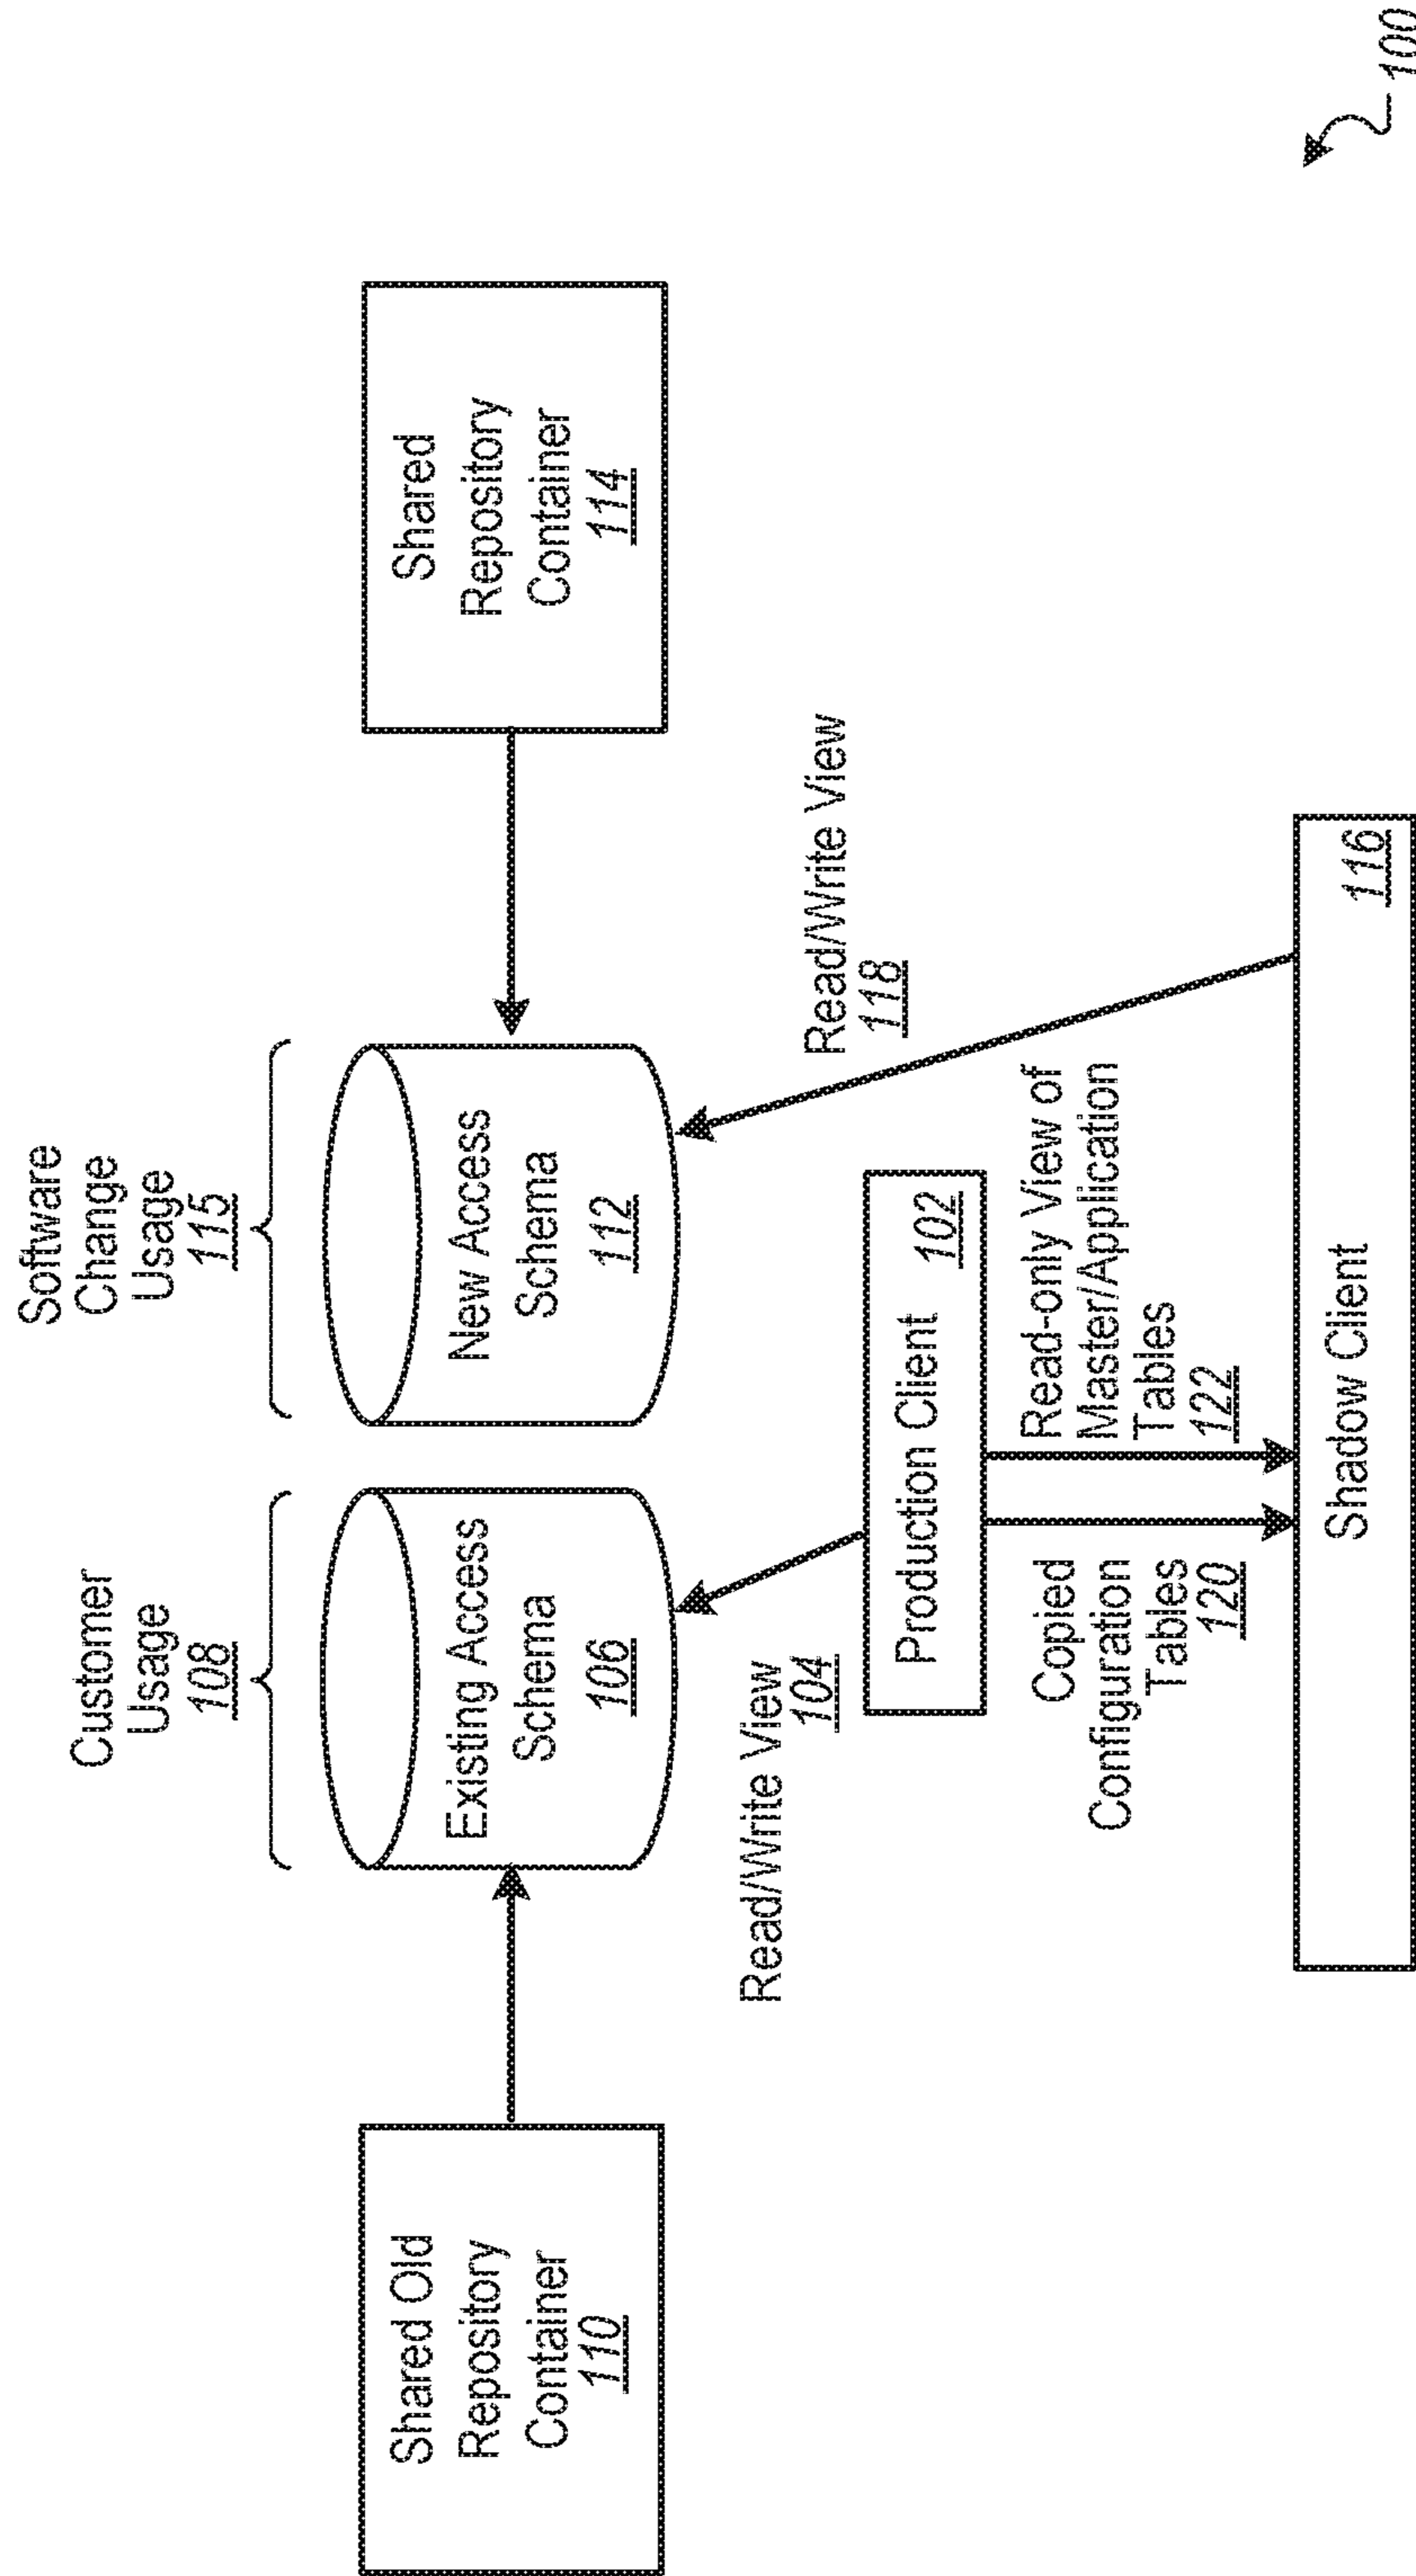 Customer
Usage
108
Software
Change
Usage
115
Shared Old
Repository
Container
110
Existing Access
Schema
106
New Access
Schema
112
Shared
Repository
Container
114
Read/Write View
104
Read/Write View
118
Production Client
102
Copied
Configuration
Tables
120
Read-only View of
Master/Application
Tables
122
Shadow Client
116
100